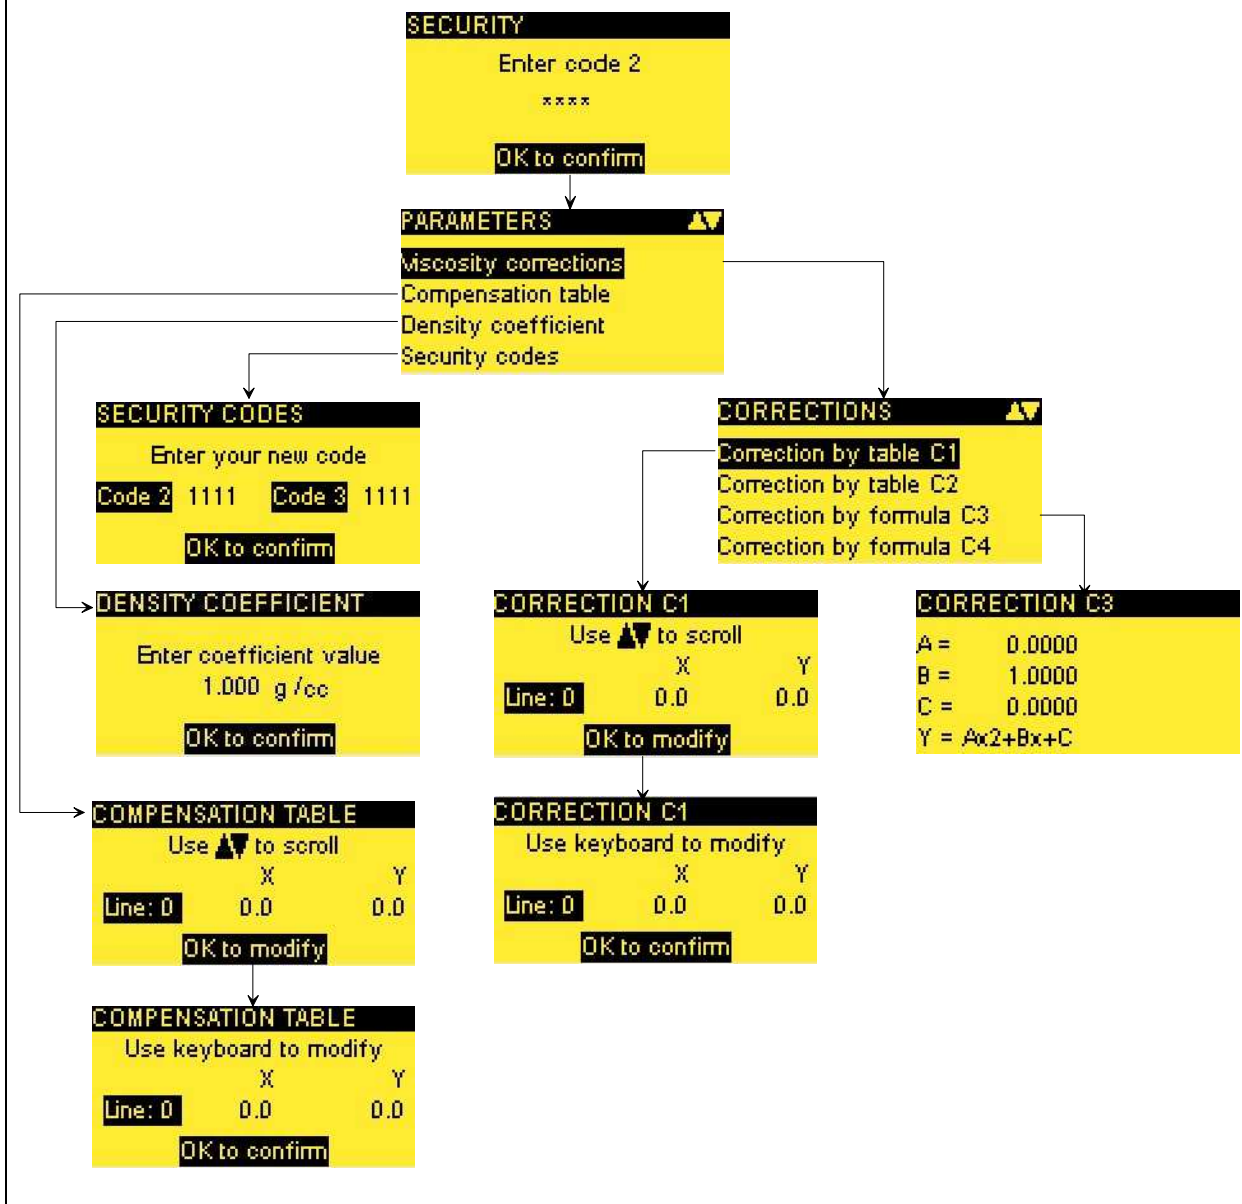 SECURITY
Enter code 2
****
OK to confirm
PARAMETERS
Viscosity corrections
Compensation table
Density coefficient
Security codes
SECURITY CODES
Enter your new code
Code 2 1111 Code 3 1111
OK to confirm
CORRECTIONS
Correction by table C1
Correction by table C2
Correction by formula C3
Correction by formula C4
DENSITY COEFFICIENT
Enter coefficient value
1.000 g/cc
OK to confirm
CORRECTION C1
Use ▲▼ to scroll
X Y
Line: 0 0.0 0.0
OK to modify
CORRECTION C3
A = 0.0000
B = 1.0000
C = 0.0000
Y = Ax2+Bx+C
COMPENSATION TABLE
Use ▲▼ to scroll
X Y
Line: 0 0.0 0.0
OK to modify
CORRECTION C1
Use keyboard to modify
X Y
Line: 0 0.0 0.0
OK to confirm
COMPENSATION TABLE
Use keyboard to modify
X Y
Line: 0 0.0 0.0
OK to confirm